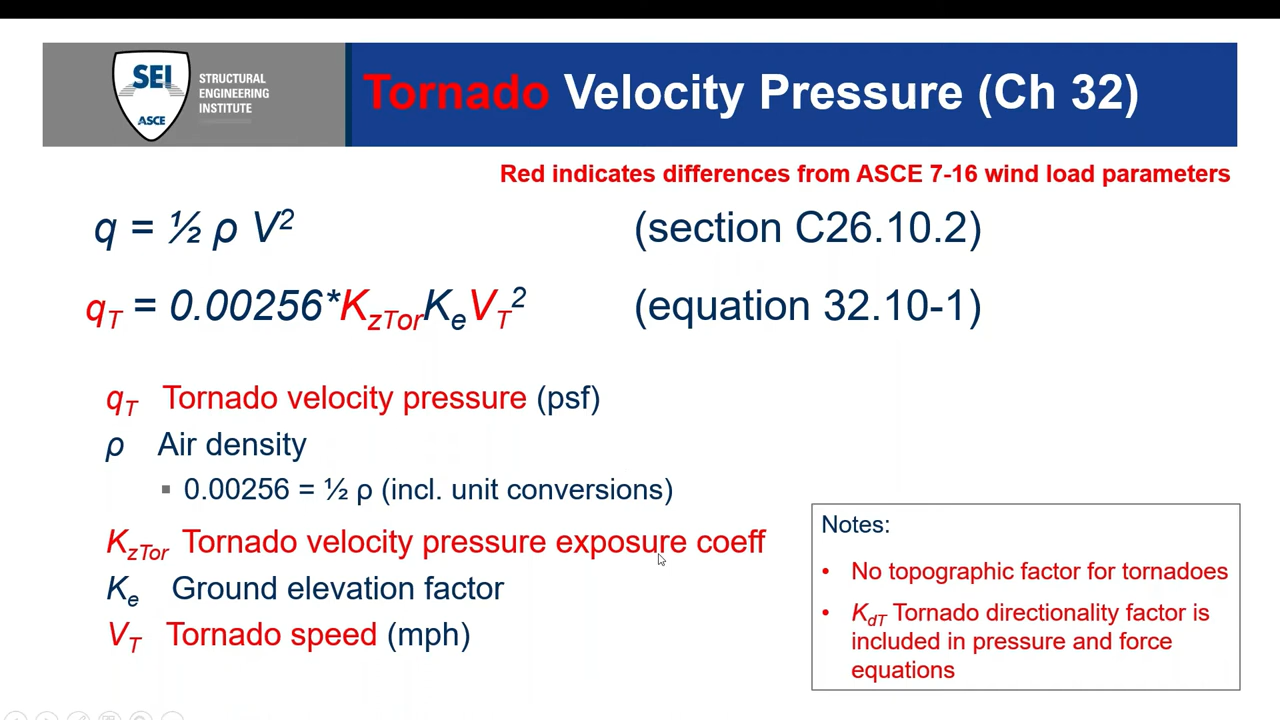 SEI
ASCE
STRUCTURAL
ENGINEERING
INSTITUTE
Tornado Velocity Pressure (Ch 32)
Red indicates differences from ASCE 7-16 wind load parameters
q = ½ ρ V² (section C26.10.2)
qT = 0.00256*KzTorKeVT² (equation 32.10-1)
qT Tornado velocity pressure (psf)
ρ Air density
▪ 0.00256 = ½ ρ (incl. unit conversions)
KzTor Tornado velocity pressure exposure coeff
Ke Ground elevation factor
VT Tornado speed (mph)
Notes:
• No topographic factor for tornadoes
• KdT Tornado directionality factor is
included in pressure and force
equations